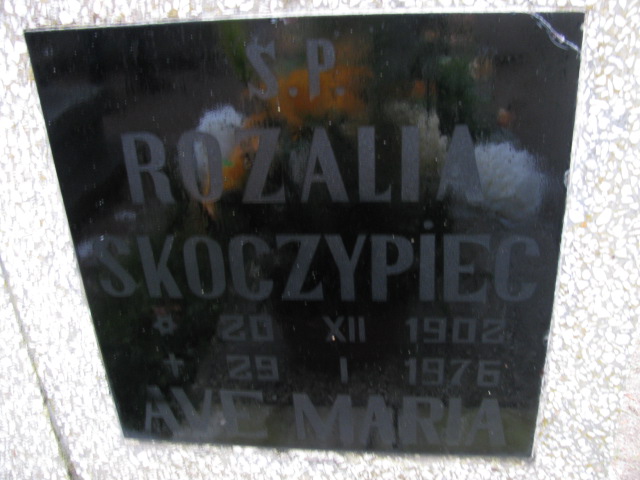 Ś.P.
ROZALIA
SKOCZYPiEC
✡ 20 XII 1902
+ 29 I 1976
AVE MARIA